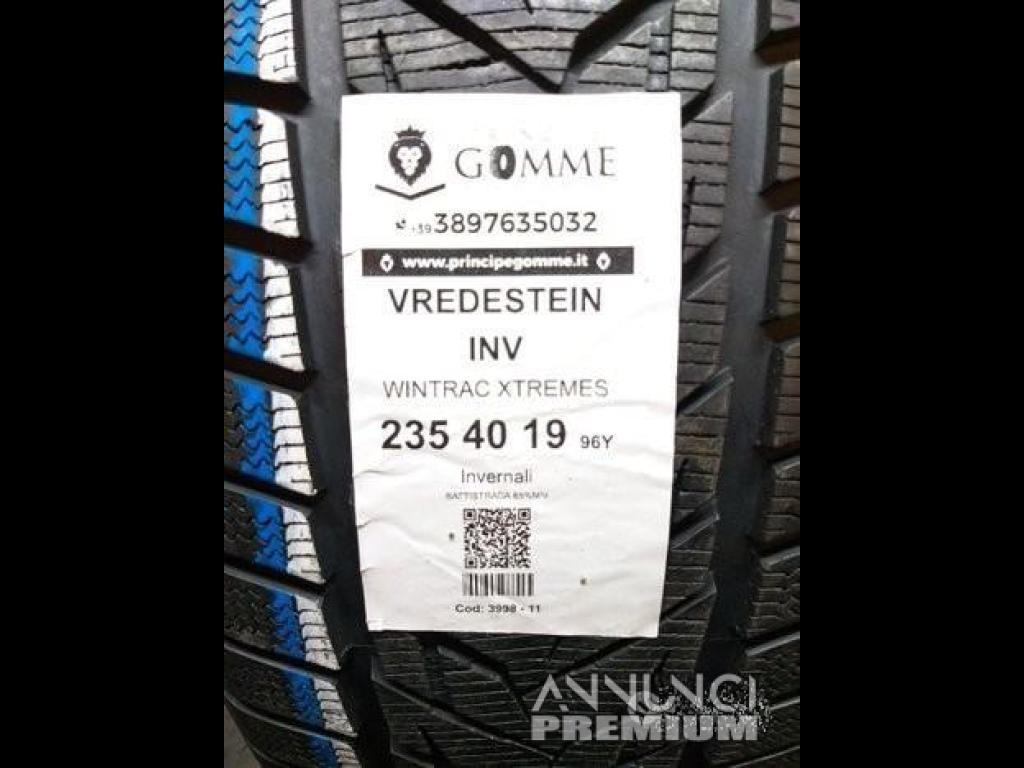 GOMME
+39 3897635032
www.principegomme.it
VREDESTEIN
INV
WINTRAC XTREMES
235 40 19 96Y
Invernali
Cod: 3998 - 11
ANNUNCI
PREMIUM